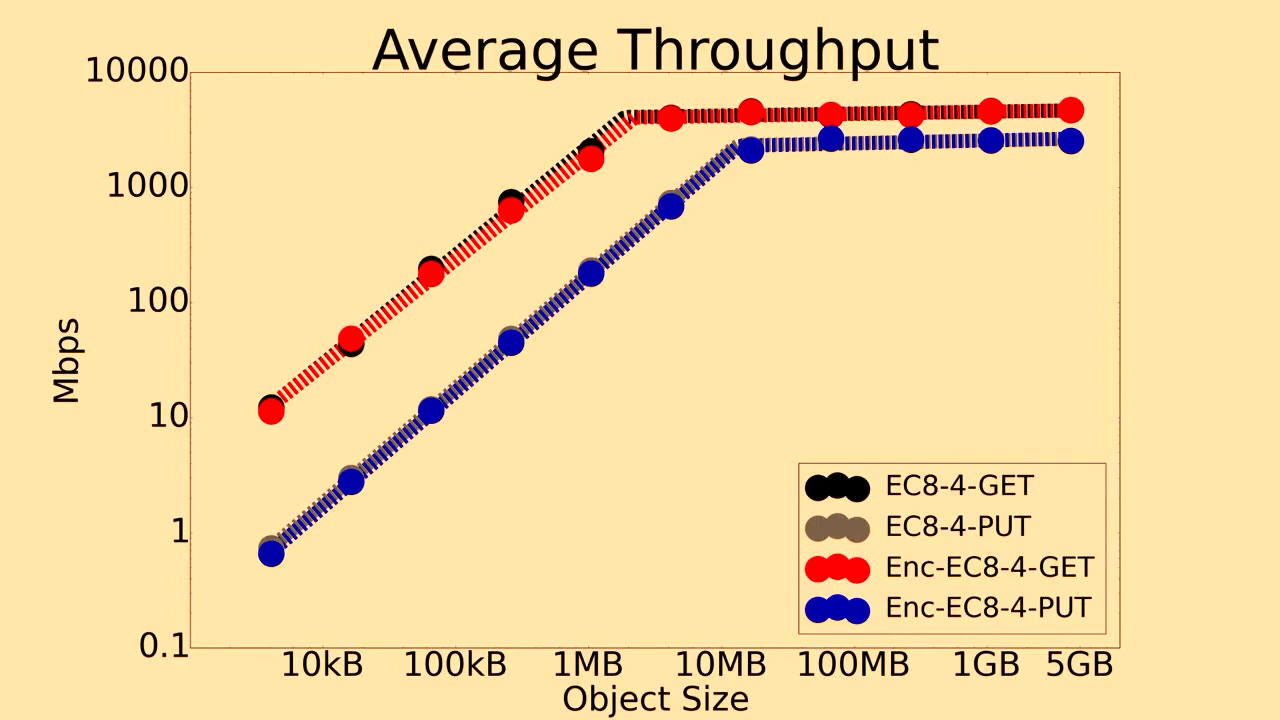 Average Throughput
10000
1000
100
10
1
0.1
Mbps
10kB 100kB 1MB 10MB 100MB 1GB 5GB
Object Size
EC8-4-GET
EC8-4-PUT
Enc-EC8-4-GET
Enc-EC8-4-PUT